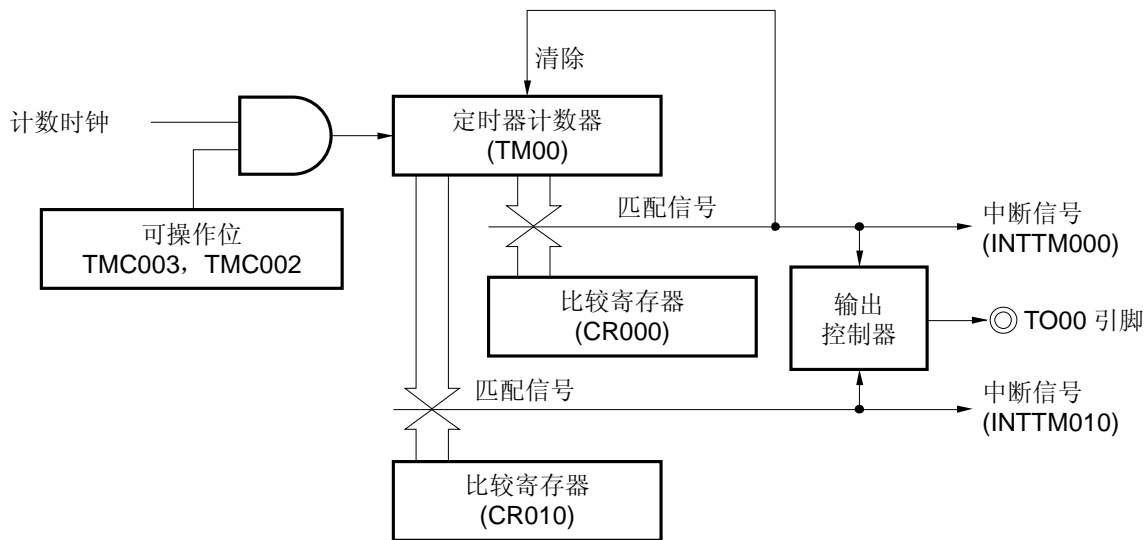 清除
计数时钟
定时器计数器
(TM00)
可操作位
TMC003，TMC002
匹配信号
中断信号
(INTTM000)
比较寄存器
(CR000)
输出
控制器
TO00 引脚
匹配信号
中断信号
(INTTM010)
比较寄存器
(CR010)